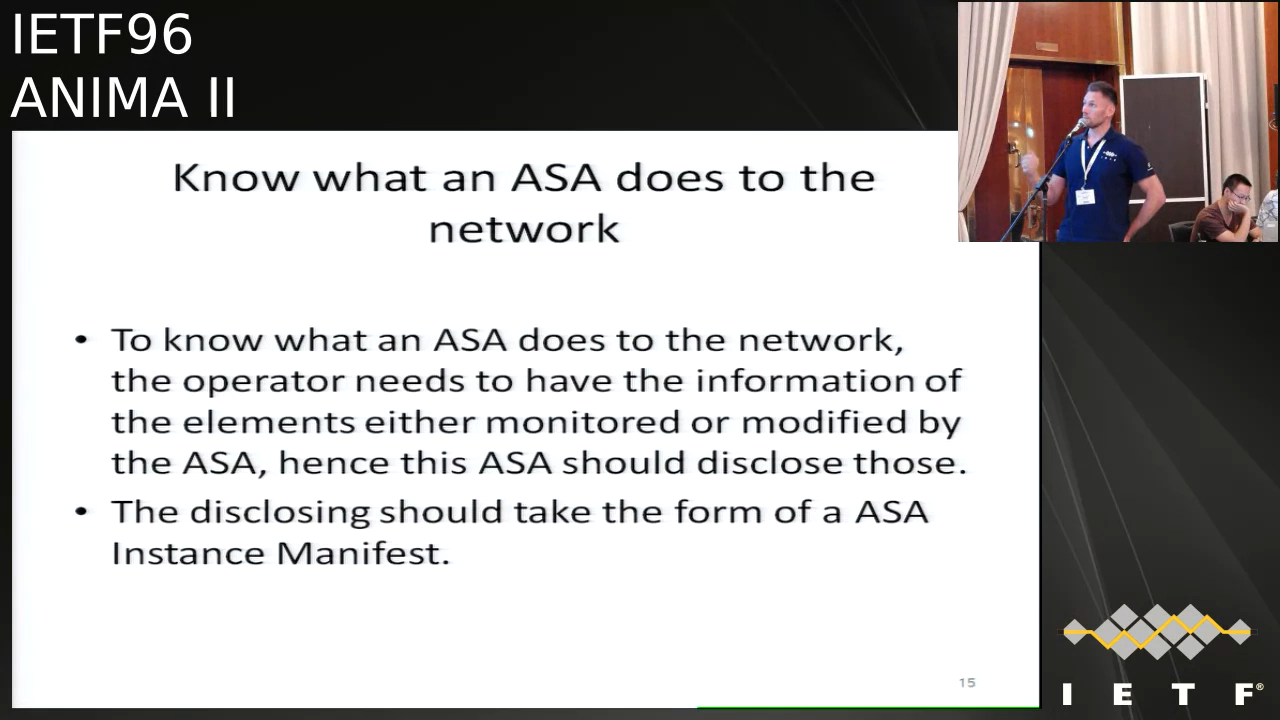 IETF96
ANIMA II
Know what an ASA does to the
network
• To know what an ASA does to the network,
the operator needs to have the information of
the elements either monitored or modified by
the ASA, hence this ASA should disclose those.
• The disclosing should take the form of a ASA
Instance Manifest.
15
I E T F®